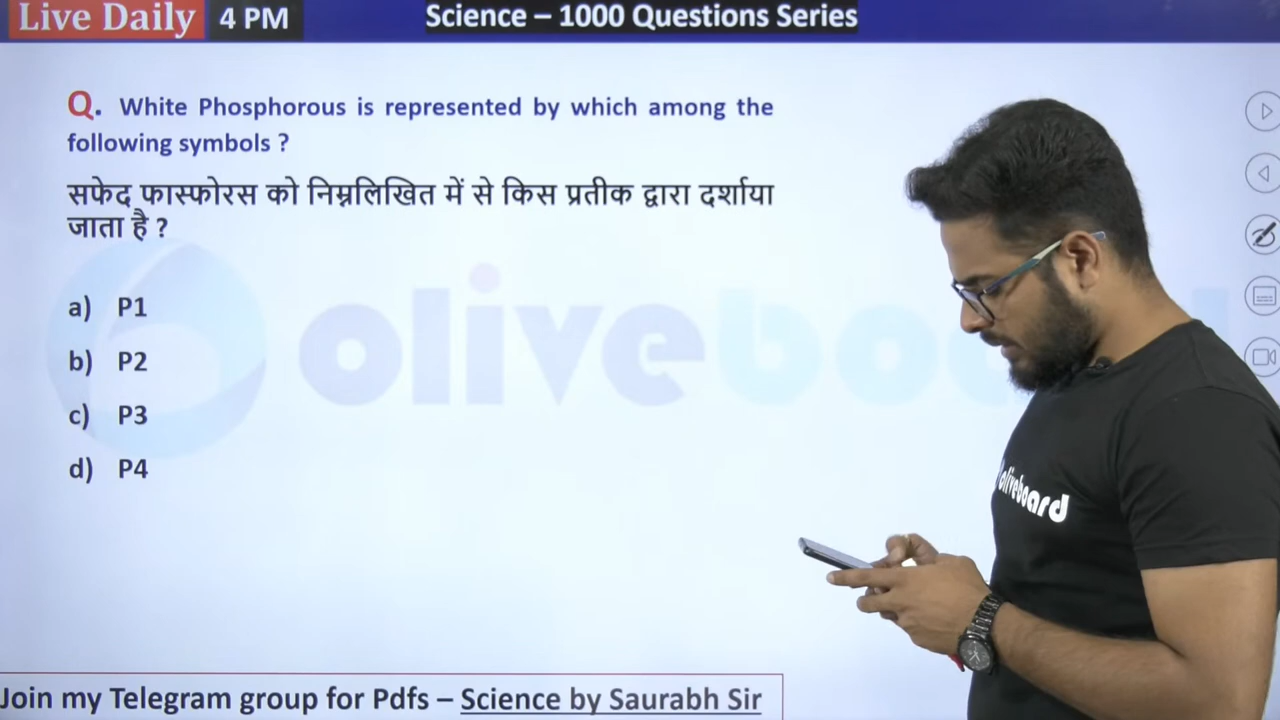 Live Daily 4 PM Science – 1000 Questions Series
Q. White Phosphorous is represented by which among the
following symbols ?
सफेद फास्फोरस को निम्नलिखित में से किस प्रतीक द्वारा दर्शाया
जाता है ?
a) P1
b) P2
c) P3
d) P4
oliveboard
oliveboard
Join my Telegram group for Pdfs – Science by Saurabh Sir